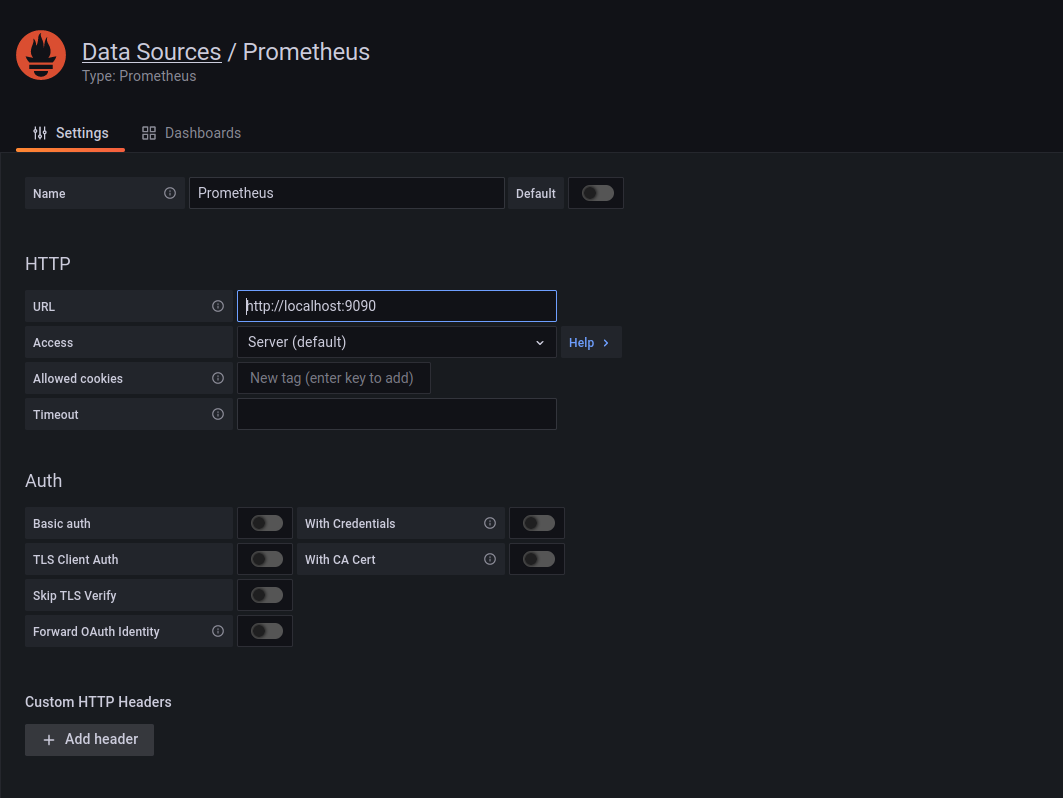 Data Sources / Prometheus
Type: Prometheus
Settings Dashboards
Name Prometheus Default
HTTP
URL http://localhost:9090
Access Server (default) Help
Allowed cookies New tag (enter key to add)
Timeout
Auth
Basic auth With Credentials
TLS Client Auth With CA Cert
Skip TLS Verify
Forward OAuth Identity
Custom HTTP Headers
+ Add header